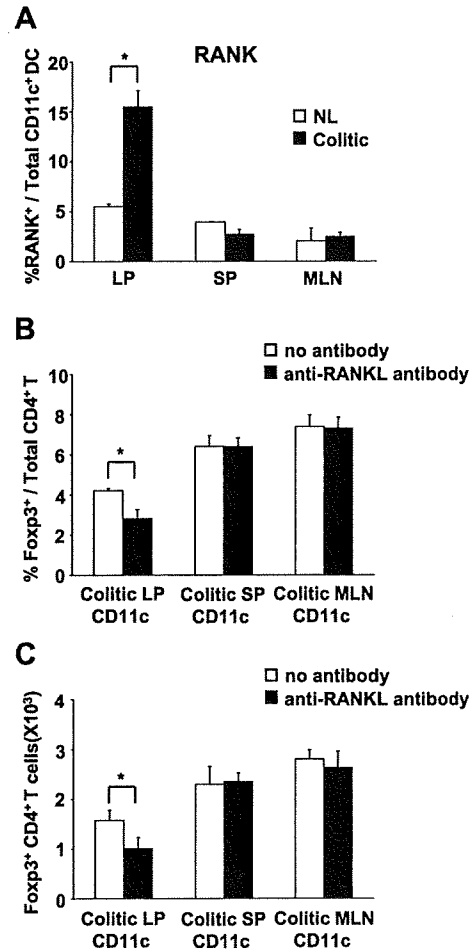 A
RANK
%RANK⁺ / Total CD11c⁺DC
20
15
10
5
0
*
NL
Colitic
LP SP MLN
B
no antibody
anti-RANKL antibody
% Foxp3⁺ / Total CD4⁺T
10
8
6
4
2
0
*
Colitic LP Colitic SP Colitic MLN
CD11c CD11c CD11c
C
no antibody
anti-RANKL antibody
Foxp3⁺ CD4⁺T cells(X10³)
4
3
2
1
0
*
Colitic LP Colitic SP Colitic MLN
CD11c CD11c CD11c